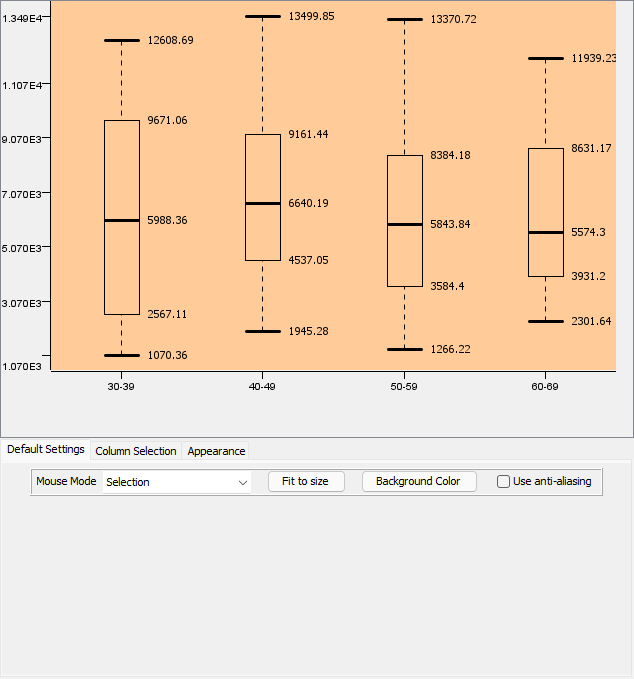 1.349E4
1.107E4
9.070E3
7.070E3
5.070E3
3.070E3
1.070E3
12608.69
9671.06
5988.36
2567.11
1070.36
13499.85
9161.44
6640.19
4537.05
1945.28
13370.72
8384.18
5843.84
3584.4
1266.22
11939.23
8631.17
5574.3
3931.2
2301.64
30-39 40-49 50-59 60-69
Default Settings Column Selection Appearance
Mouse Mode Selection Fit to size Background Color Use anti-aliasing